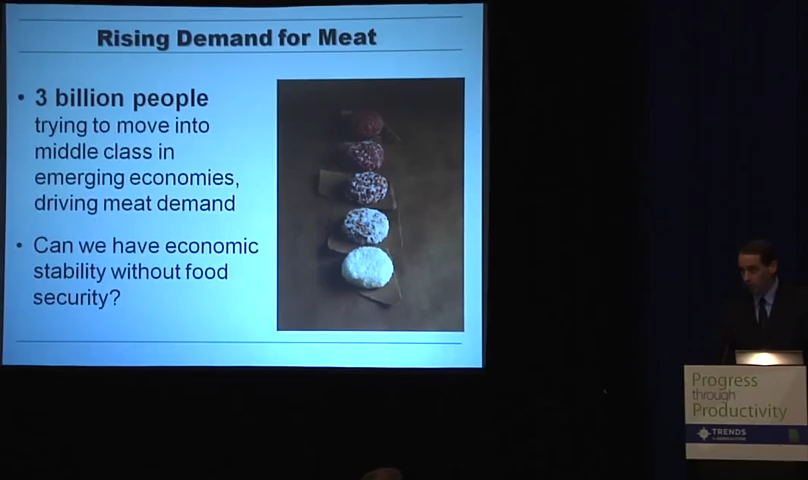 Rising Demand for Meat
• 3 billion people
trying to move into
middle class in
emerging economies,
driving meat demand
• Can we have economic
stability without food
security?
Progress
through
Productivity
TRENDS